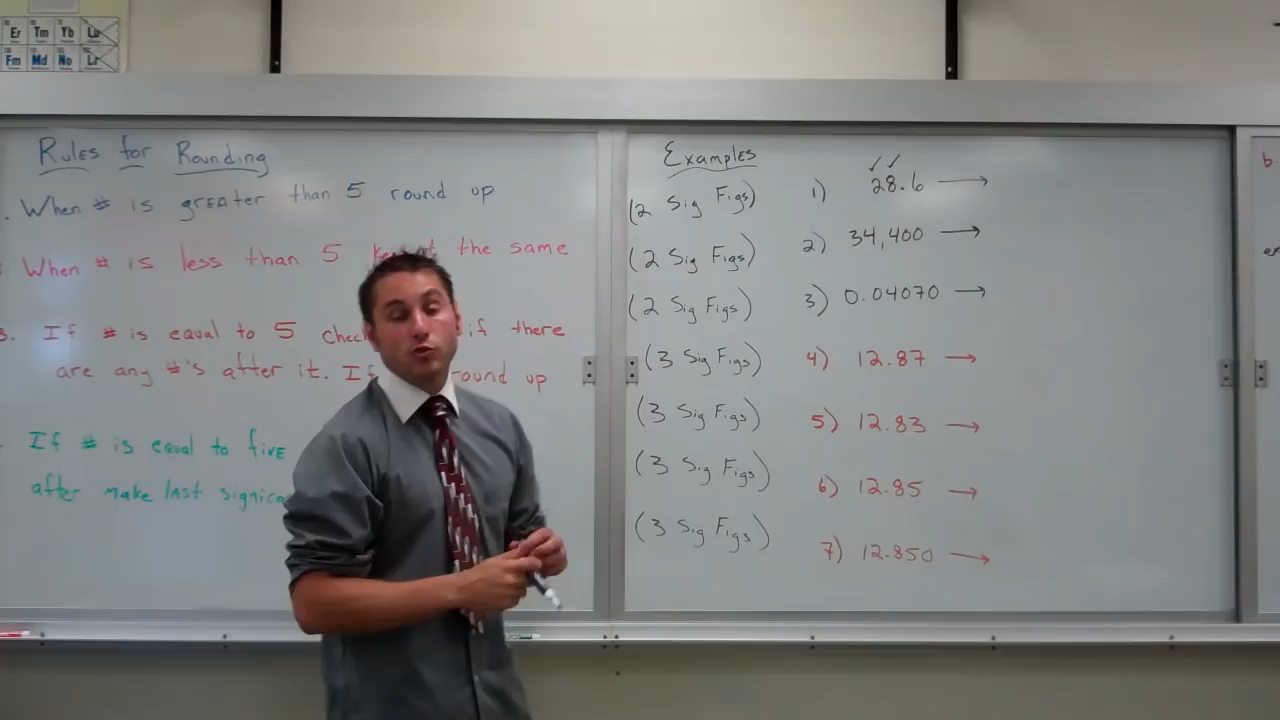 Er Tm Yb Lu
Fm Md No Lr
Rules for Rounding
. When # is greater than 5 round up
When # is less than 5 the same
3. If # is equal to 5 check if there
are any #'s after it. If round up
If # is equal to five
after make last
Examples
(2 Sig Figs) 1) 28.6 →
(2 Sig Figs) 2) 34,400 →
(2 Sig Figs) 3) 0.04070 →
(3 Sig Figs) 4) 12.87 →
(3 Sig Figs) 5) 12.83 →
(3 Sig Figs) 6) 12.85 →
(3 Sig Figs) 7) 12.850 →
b.